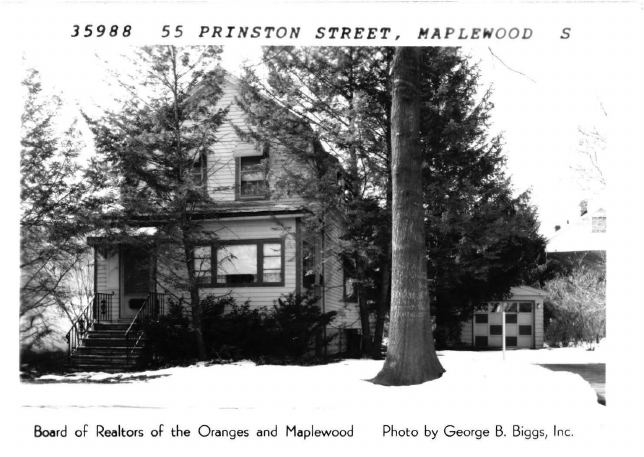 35988 55 PRINSTON STREET, MAPLEWOOD S
Board of Realtors of the Oranges and Maplewood Photo by George B. Biggs, Inc.